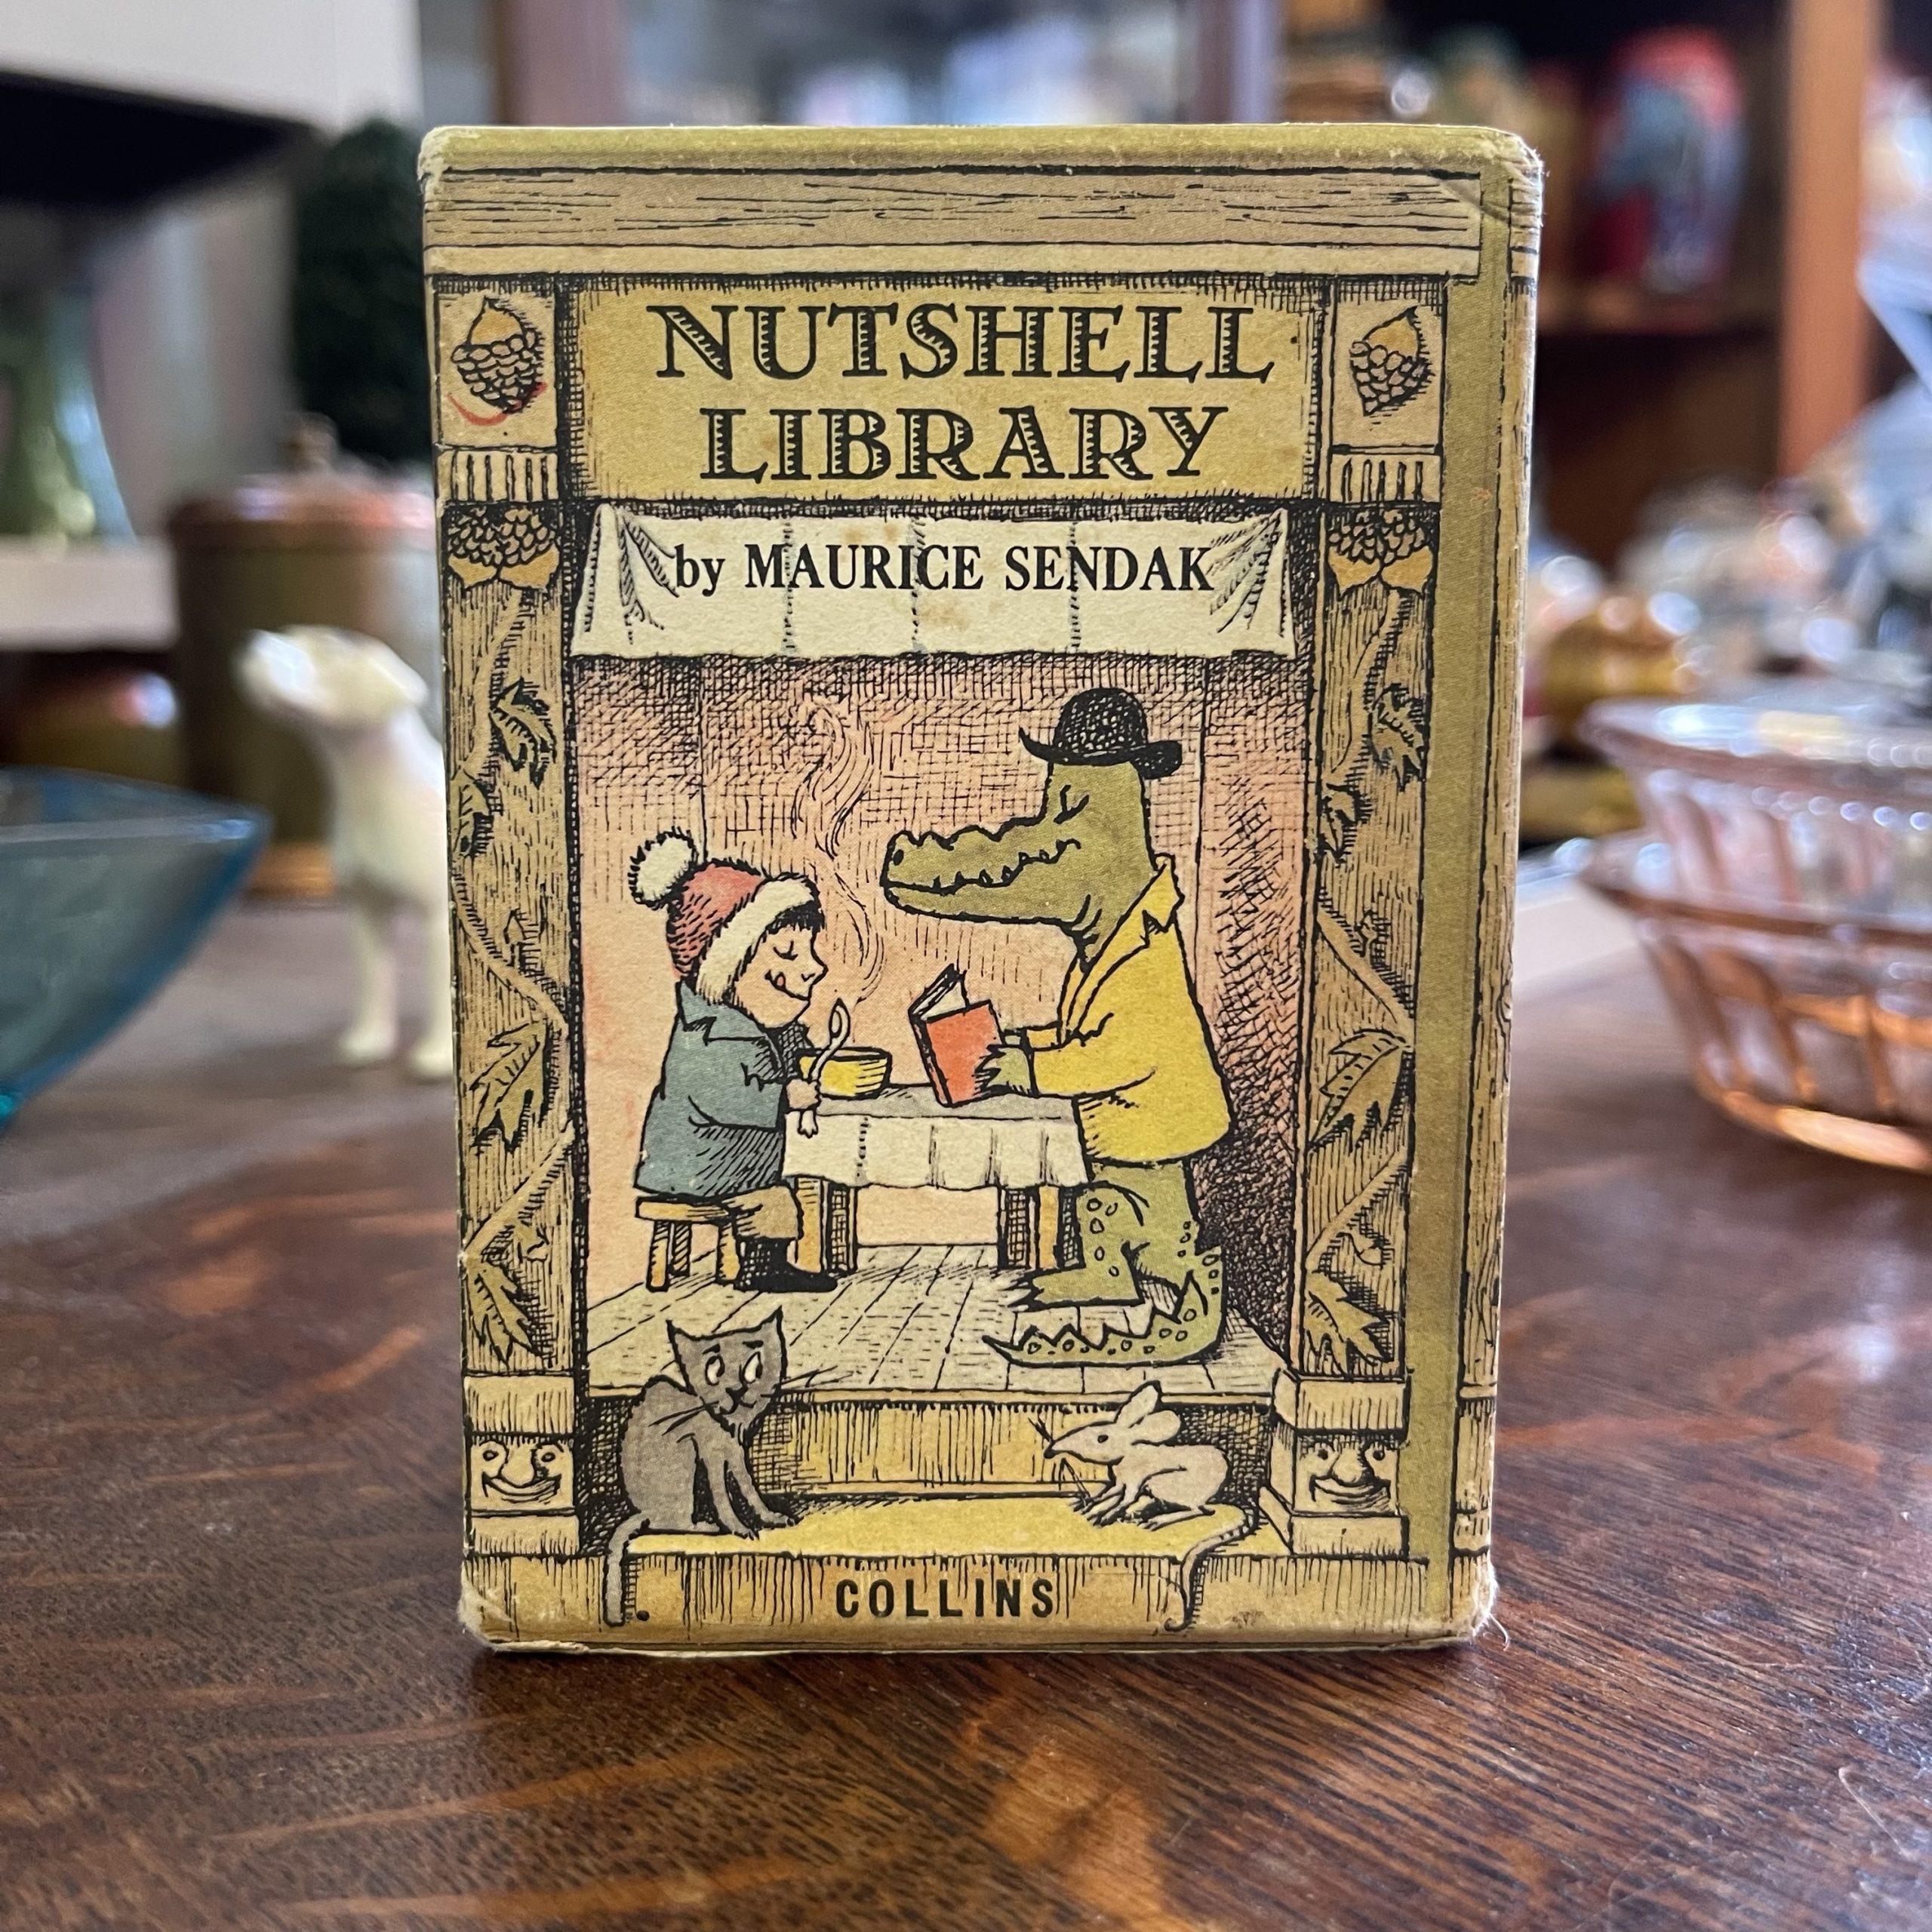 NUTSHELL
LIBRARY
by MAURICE SENDAK
COLLINS